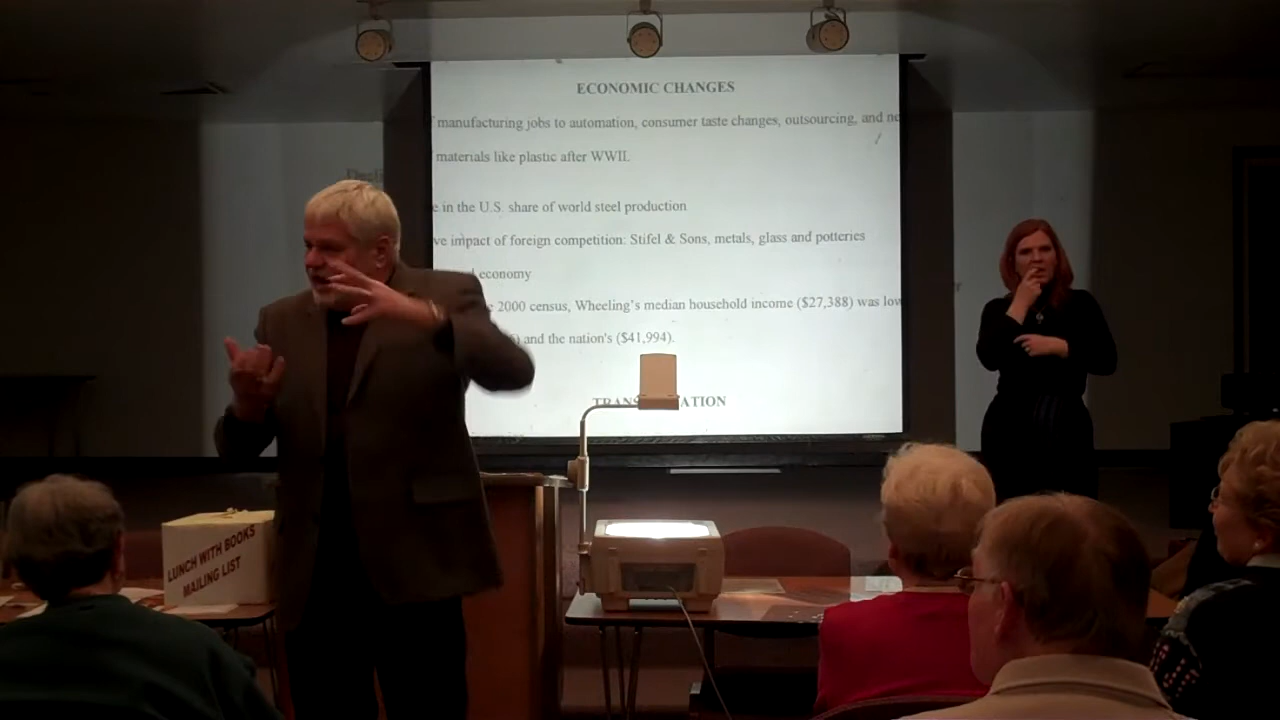 ECONOMIC CHANGES
manufacturing jobs to automation, consumer taste changes, outsourcing, and ne
materials like plastic after WWII.
e in the U.S. share of world steel production
ve impact of foreign competition: Stifel & Sons, metals, glass and potteries
economy
2000 census, Wheeling's median household income ($27,388) was low
) and the nation's ($41,994).
TRANS ATION
LUNCH WITH BOOKS
MAILING LIST